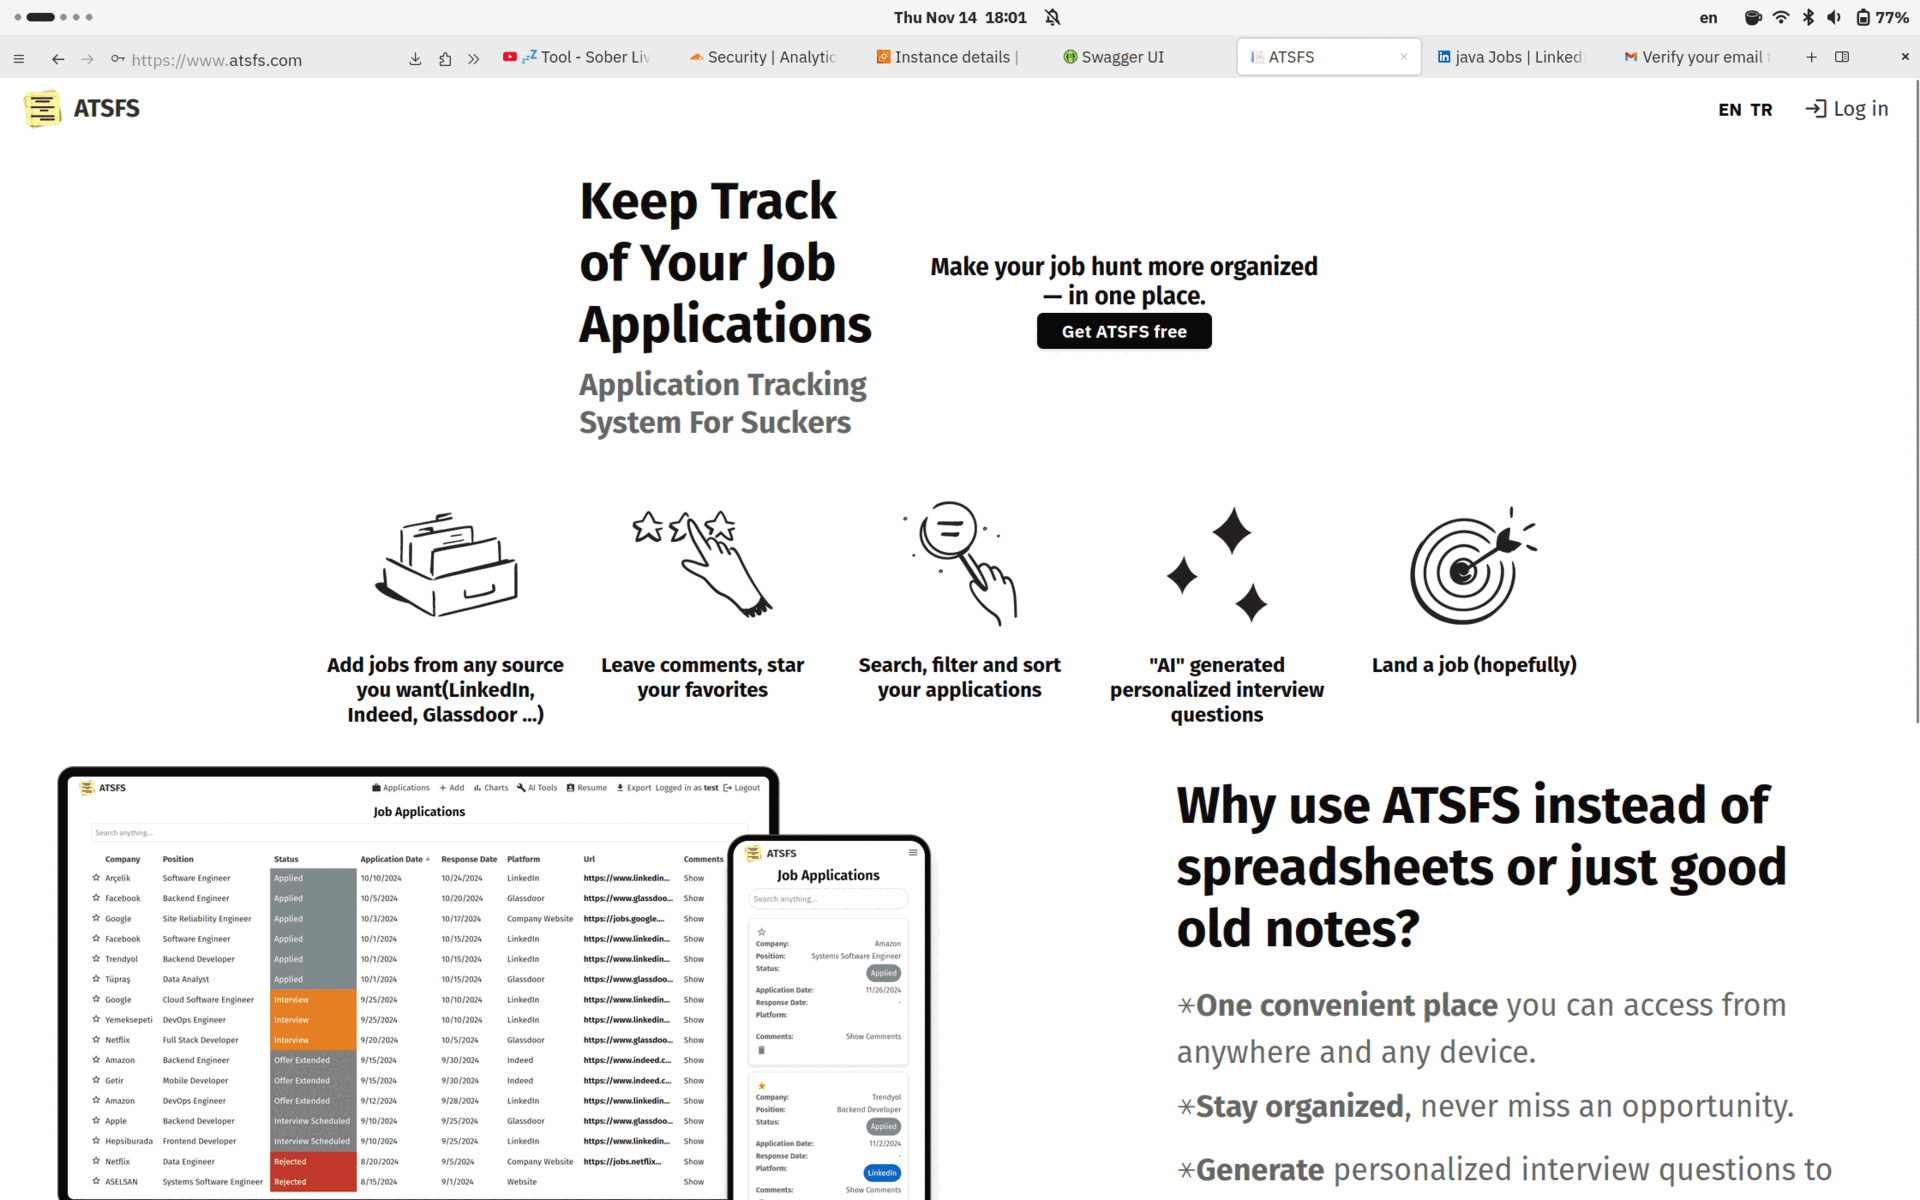 Thu Nov 14 18:01
en
77%
https://www.atsfs.com
Tool - Sober Liv
Security | Analytic
Instance details |
Swagger UI
ATSFS
java Jobs | Linked
Verify your email
ATSFS
EN TR
Log in
Keep Track
of Your Job
Applications
Application Tracking
System For Suckers
Make your job hunt more organized
— in one place.
Get ATSFS free
Add jobs from any source
you want(LinkedIn,
Indeed, Glassdoor ...)
Leave comments, star
your favorites
Search, filter and sort
your applications
"AI" generated
personalized interview
questions
Land a job (hopefully)
ATSFS
Applications + Add Charts AI Tools Resume Export Logged in as test Logout
Job Applications
Search anything...
Company Position Status Application Date Response Date Platform Url Comments
Arçelik Software Engineer Applied 10/10/2024 10/24/2024 LinkedIn https://www.linkedin... Show
Facebook Backend Engineer Applied 10/5/2024 10/20/2024 Glassdoor https://www.glassdoo... Show
Google Site Reliability Engineer Applied 10/3/2024 10/17/2024 Company Website https://jobs.google.... Show
Facebook Software Engineer Applied 10/1/2024 10/15/2024 LinkedIn https://www.linkedin... Show
Trendyol Backend Developer Applied 10/1/2024 10/15/2024 LinkedIn https://www.linkedin... Show
Tüpraş Data Analyst Applied 10/1/2024 10/15/2024 Glassdoor https://www.glassdoo... Show
Google Cloud Software Engineer Interview 9/25/2024 10/10/2024 LinkedIn https://www.linkedin... Show
Yemeksepeti DevOps Engineer Interview 9/25/2024 10/10/2024 LinkedIn https://www.linkedin... Show
Netflix Full Stack Developer Interview 9/20/2024 10/5/2024 Glassdoor https://www.glassdoo... Show
Amazon Backend Engineer Offer Extended 9/15/2024 9/30/2024 Indeed https://www.indeed.c... Show
Getir Mobile Developer Offer Extended 9/15/2024 9/30/2024 Indeed https://www.indeed.c... Show
Amazon DevOps Engineer Offer Extended 9/12/2024 9/28/2024 LinkedIn https://www.linkedin... Show
Apple Backend Developer Interview Scheduled 9/10/2024 9/25/2024 Glassdoor https://www.glassdoo... Show
Hepsiburada Frontend Developer Interview Scheduled 9/10/2024 9/25/2024 LinkedIn https://www.linkedin... Show
Netflix Data Engineer Rejected 8/20/2024 9/5/2024 Company Website https://jobs.netflix... Show
ASELSAN Systems Software Engineer Rejected 8/15/2024 9/1/2024 Website Show
ATSFS
Job Applications
Search anything...
Company: Amazon
Position: Systems Software Engineer
Status: Applied
Application Date: 11/26/2024
Response Date: -
Platform:
Comments: Show Comments
Company: Trendyol
Position: Backend Developer
Status: Applied
Application Date: 11/2/2024
Response Date: -
Platform: LinkedIn
Comments: Show Comments
Why use ATSFS instead of
spreadsheets or just good
old notes?
*One convenient place you can access from
anywhere and any device.
*Stay organized, never miss an opportunity.
*Generate personalized interview questions to